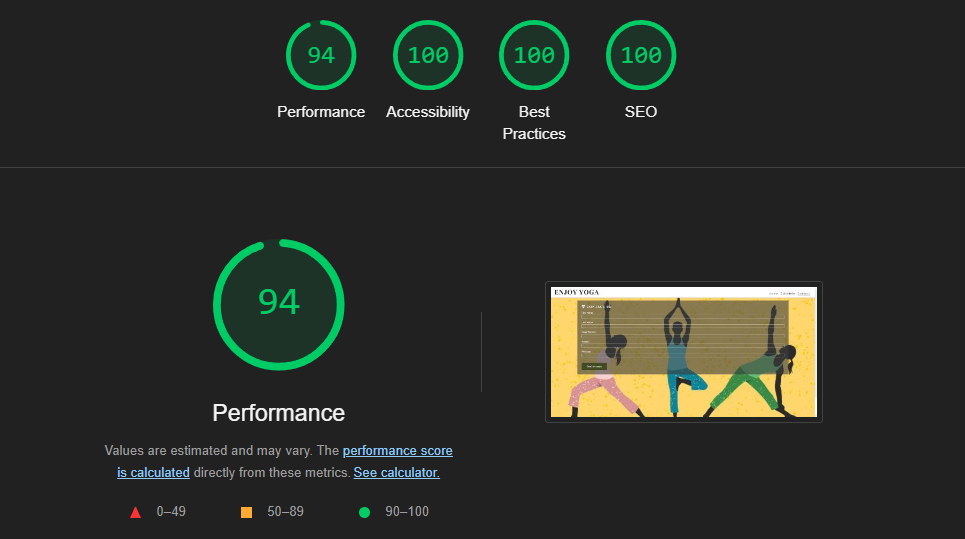 94
100
100
100
Performance
Accessibility
Best
Practices
SEO
94
Performance
Values are estimated and may vary. The performance score
is calculated directly from these metrics. See calculator.
0–49
50–89
90–100
ENJOY YOGA